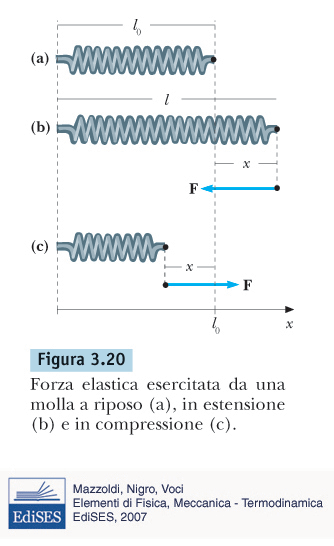 l₀
(a)
l
(b)
x
F
(c)
x
F
l₀
x
Figura 3.20
Forza elastica esercitata da una
molla a riposo (a), in estensione
(b) e in compressione (c).
EdiSES
Mazzoldi, Nigro, Voci
Elementi di Fisica, Meccanica - Termodinamica
EdiSES, 2007